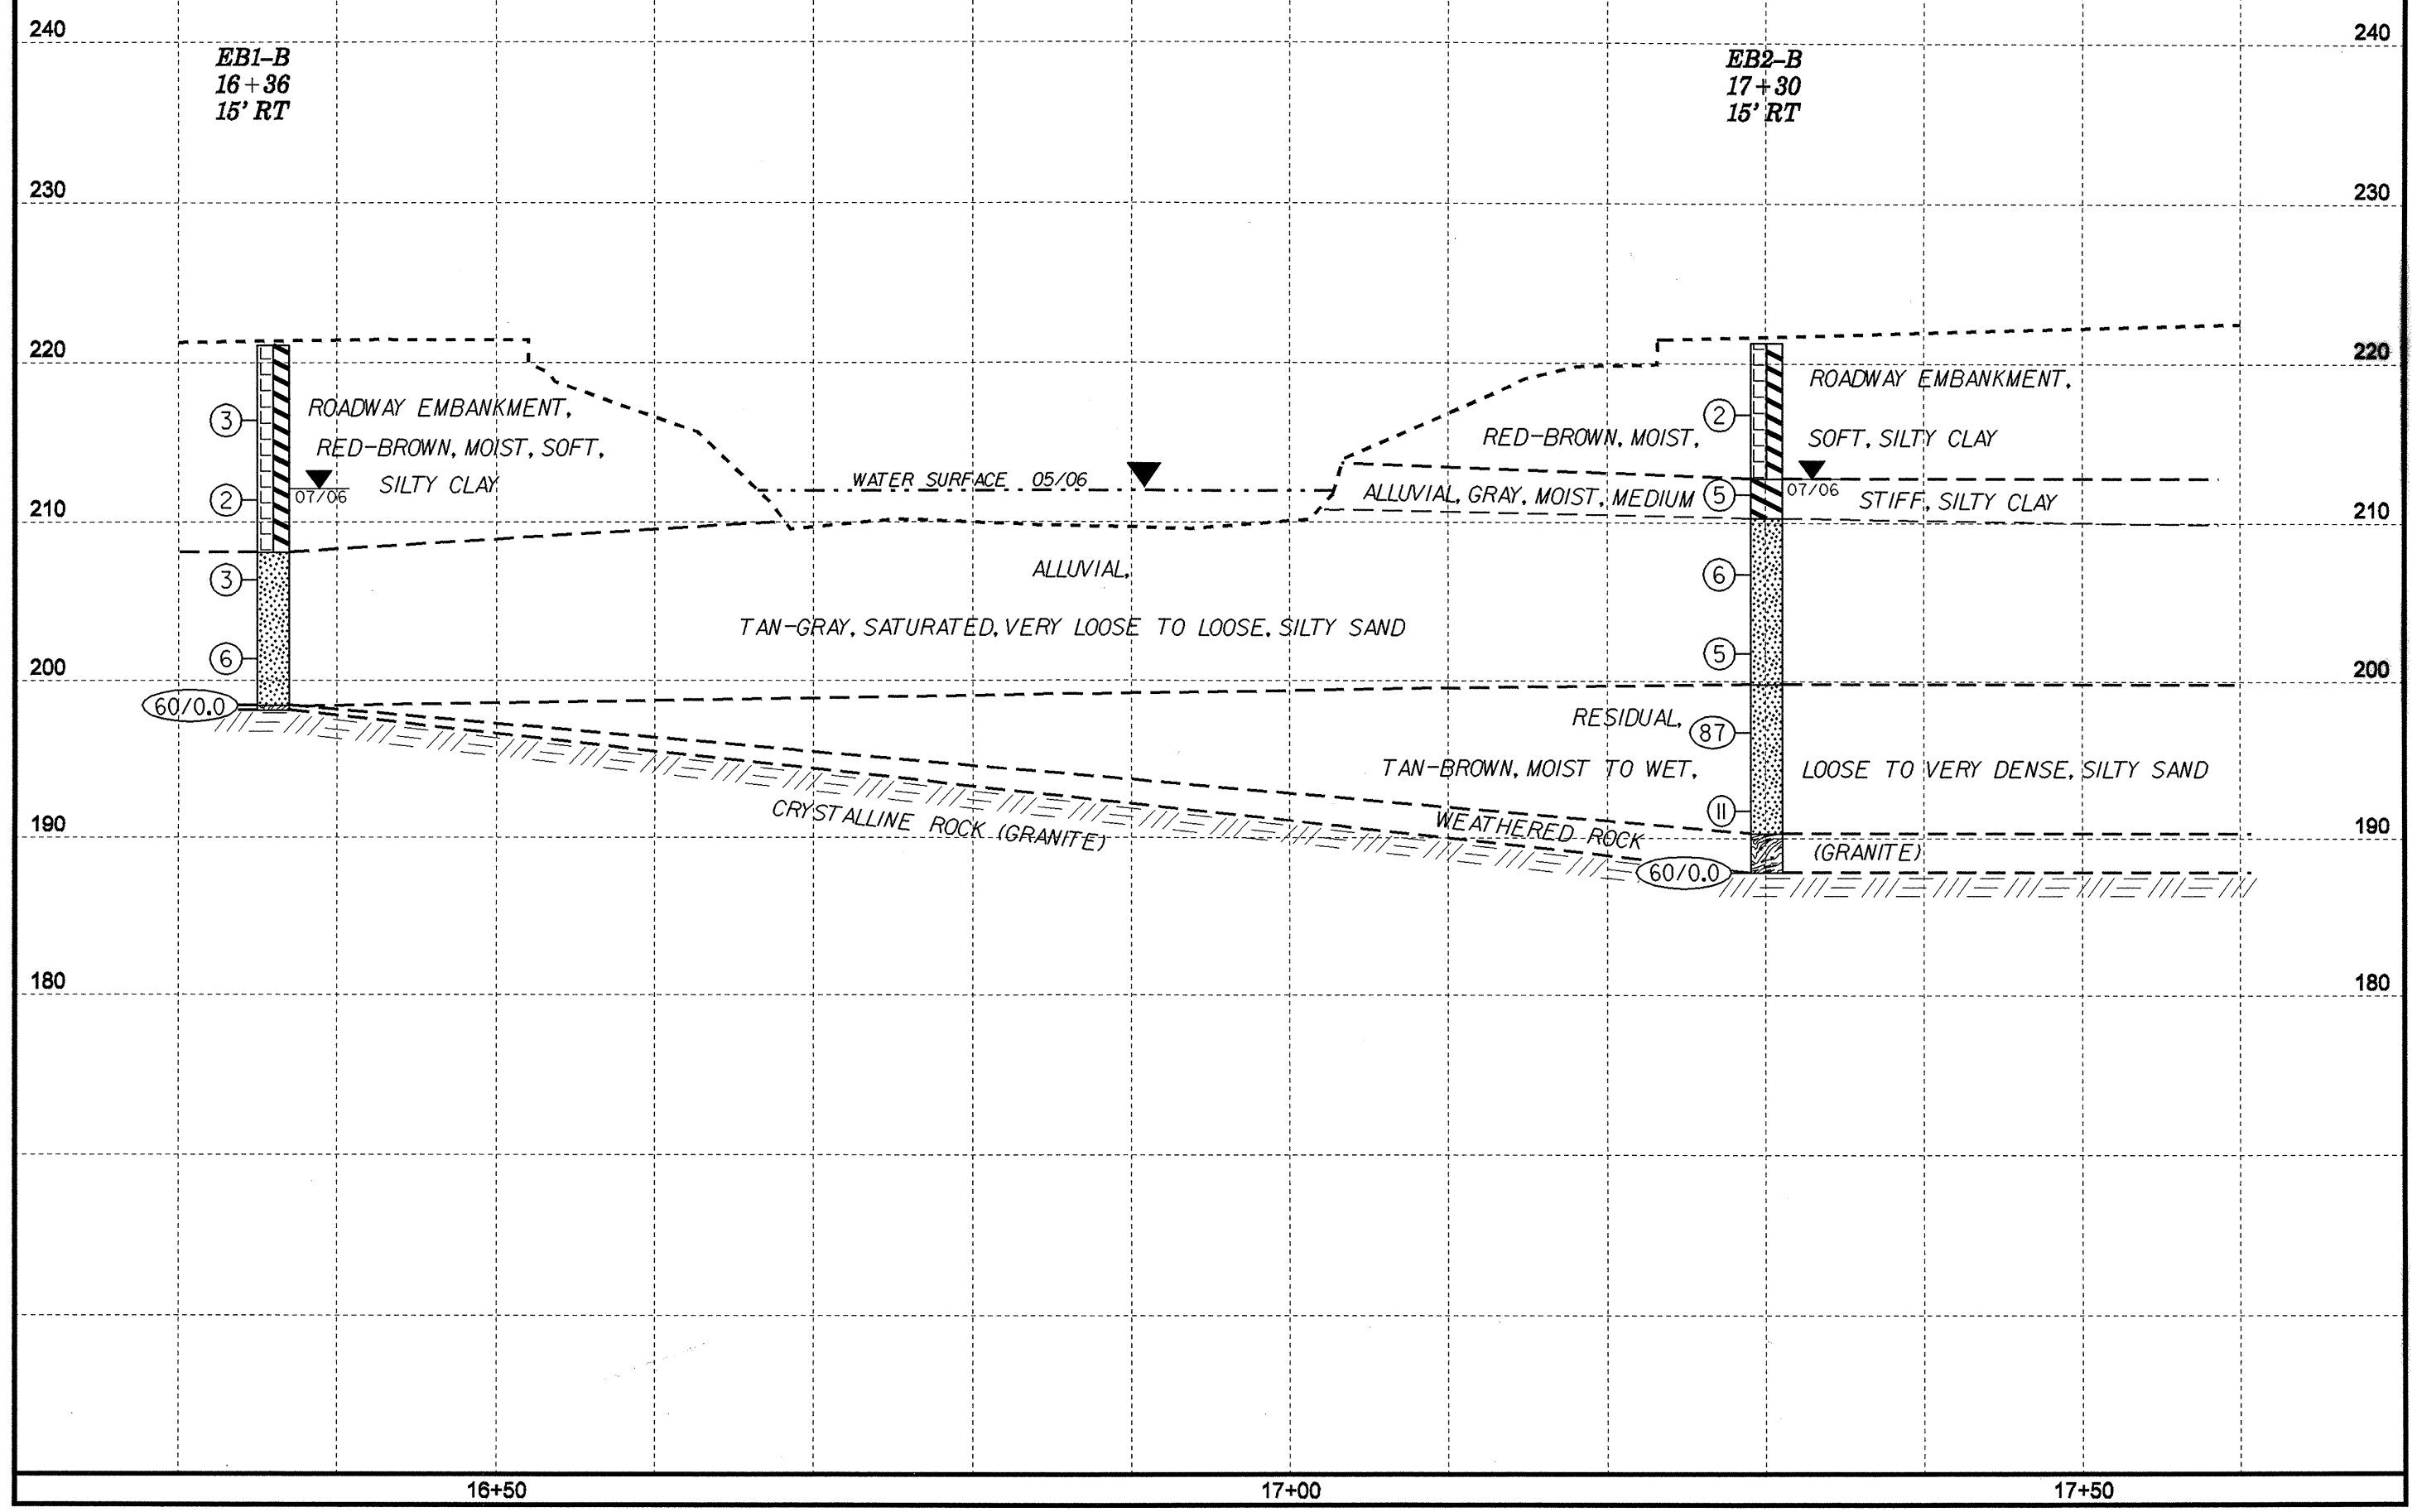 240
240
EB1-B
16+36
15' RT
EB2-B
17+30
15' RT
230
230
220
220
ROADWAY EMBANKMENT,
RED-BROWN, MOIST, SOFT,
SILTY CLAY
3
2
07/06
WATER SURFACE 05/06
ROADWAY EMBANKMENT,
2
RED-BROWN, MOIST,
SOFT, SILTY CLAY
ALLUVIAL, GRAY, MOIST, MEDIUM
5
07/06
STIFF, SILTY CLAY
210
210
3
6
ALLUVIAL,
TAN-GRAY, SATURATED, VERY LOOSE TO LOOSE, SILTY SAND
6
5
200
200
60/0.0
RESIDUAL,
87
TAN-BROWN, MOIST TO WET,
LOOSE TO VERY DENSE, SILTY SAND
11
CRYSTALLINE ROCK (GRANITE)
WEATHERED ROCK
(GRANITE)
190
190
60/0.0
180
180
16+50
17+00
17+50